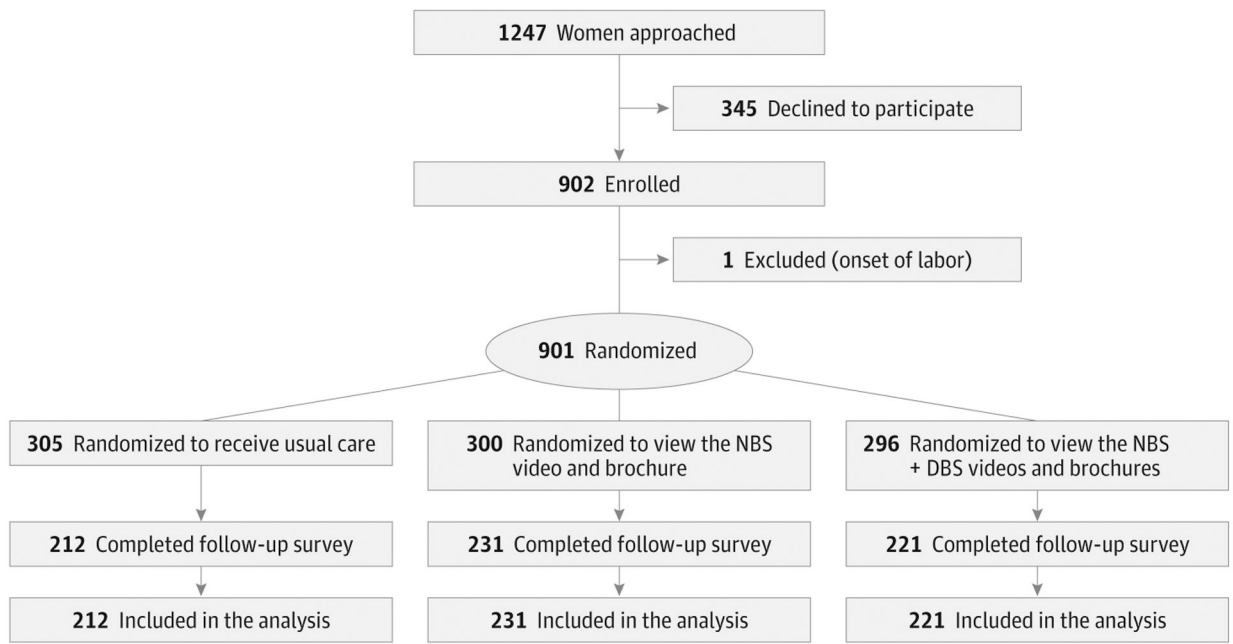 1247 Women approached
345 Declined to participate
902 Enrolled
1 Excluded (onset of labor)
901 Randomized
305 Randomized to receive usual care
300 Randomized to view the NBS
video and brochure
296 Randomized to view the NBS
+ DBS videos and brochures
212 Completed follow-up survey
231 Completed follow-up survey
221 Completed follow-up survey
212 Included in the analysis
231 Included in the analysis
221 Included in the analysis